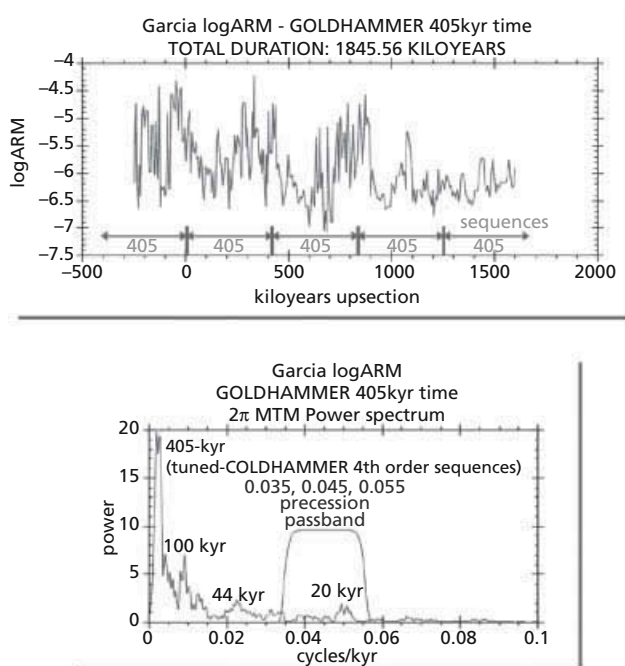 Garcia logARM - GOLDHAMMER 405kyr time
TOTAL DURATION: 1845.56 KILOYEARS
−4
−4.5
−5
−5.5
−6
−6.5
−7
−7.5
logARM
sequences
405 405 405 405 405
−500 0 500 1000 1500 2000
kiloyears upsection
Garcia logARM
GOLDHAMMER 405kyr time
2π MTM Power spectrum
20
15
10
5
0
power
405-kyr
(tuned-COLDHAMMER 4th order sequences)
0.035, 0.045, 0.055
precession
passband
100 kyr
44 kyr
20 kyr
0 0.02 0.04 0.06 0.08 0.1
cycles/kyr